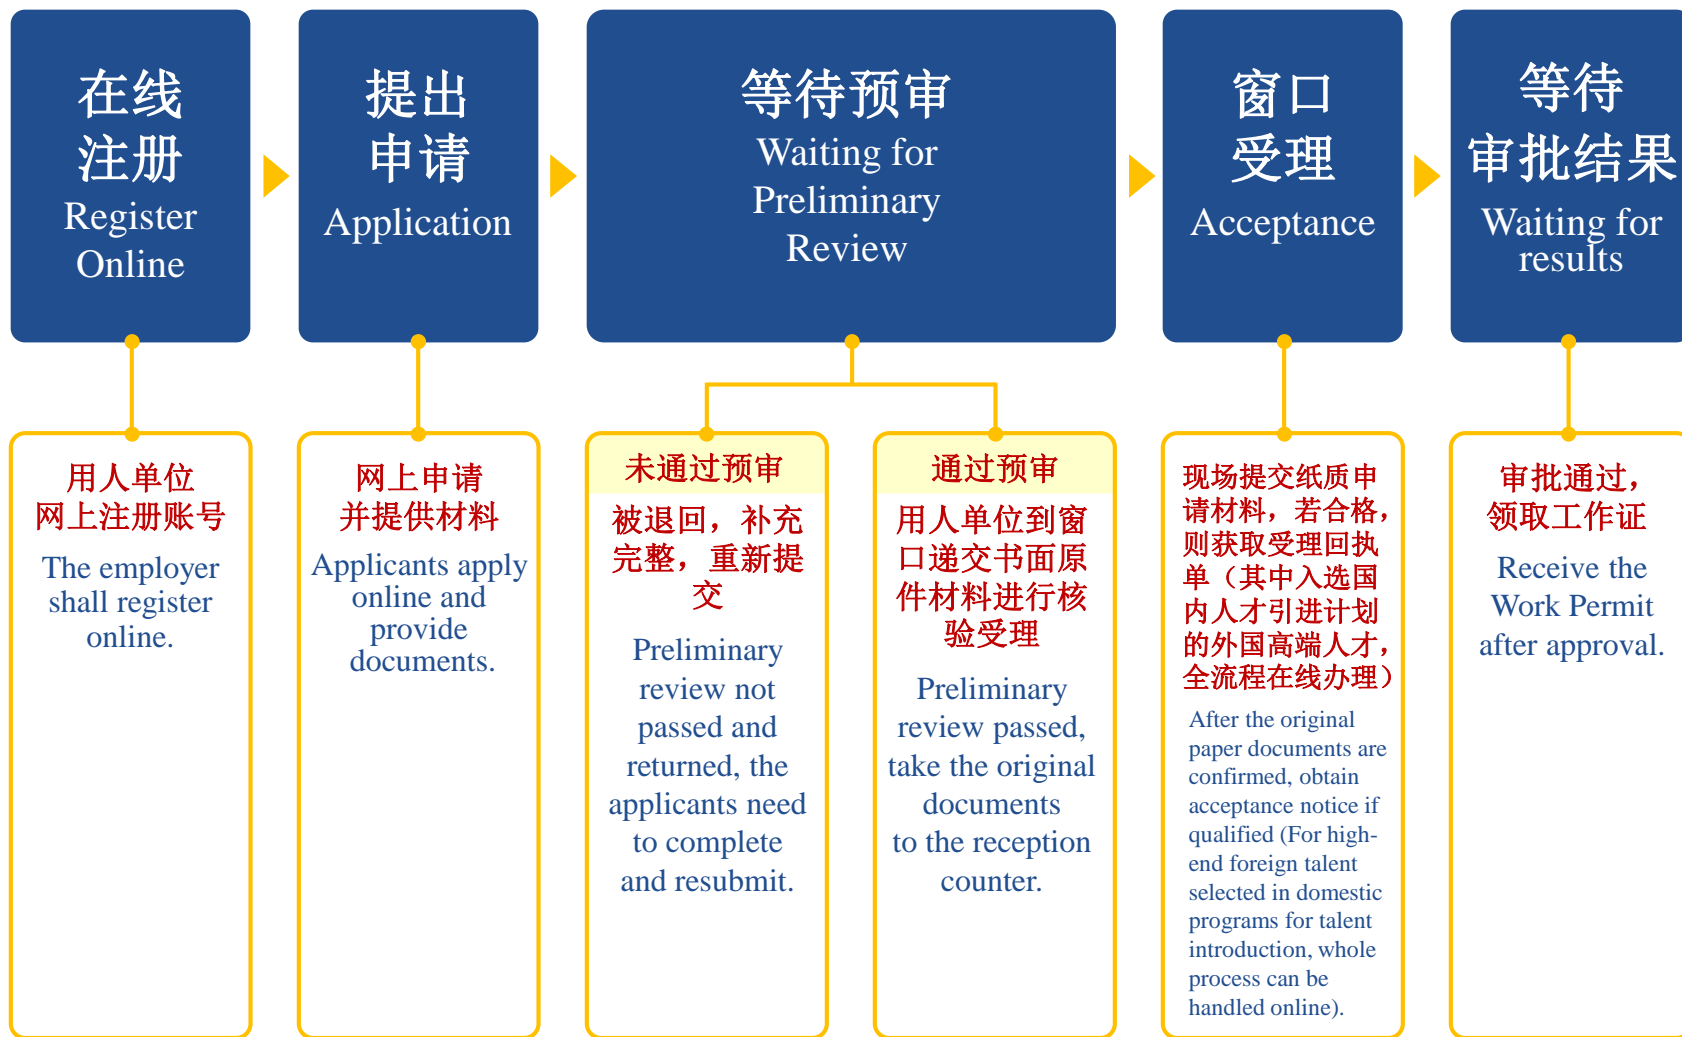 在线
注册
Register
Online
提出
申请
Application
等待预审
Waiting for
Preliminary
Review
窗口
受理
Acceptance
等待
审批结果
Waiting for
results
用人单位
网上注册账号
The employer
shall register
online.
网上申请
并提供材料
Applicants apply
online and
provide
documents.
未通过预审
被退回，补充
完整，重新提
交
Preliminary
review not
passed and
returned, the
applicants need
to complete
and resubmit.
通过预审
用人单位到窗
口递交书面原
件材料进行核
验受理
Preliminary
review passed,
take the original
documents
to the reception
counter.
现场提交纸质申
请材料，若合格，
则获取受理回执
单（其中入选国
内人才引进计划
的外国高端人才，
全流程在线办理）
After the original
paper documents are
confirmed, obtain
acceptance notice if
qualified (For high-
end foreign talent
selected in domestic
programs for talent
introduction, whole
process can be
handled online).
审批通过，
领取工作证
Receive the
Work Permit
after approval.